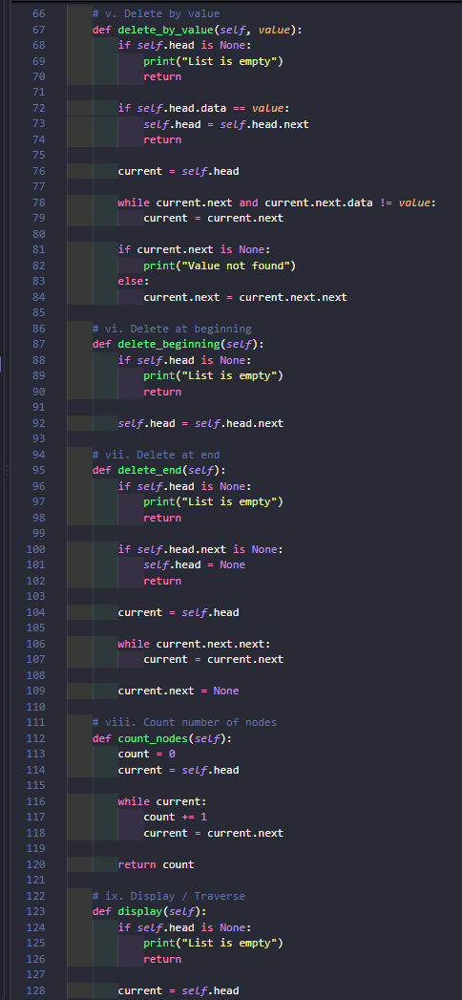 66 # v. Delete by value
67 def delete_by_value(self, value):
68 if self.head is None:
69 print("List is empty")
70 return
71
72 if self.head.data == value:
73 self.head = self.head.next
74 return
75
76 current = self.head
77
78 while current.next and current.next.data != value:
79 current = current.next
80
81 if current.next is None:
82 print("Value not found")
83 else:
84 current.next = current.next.next
85
86 # vi. Delete at beginning
87 def delete_beginning(self):
88 if self.head is None:
89 print("List is empty")
90 return
91
92 self.head = self.head.next
93
94 # vii. Delete at end
95 def delete_end(self):
96 if self.head is None:
97 print("List is empty")
98 return
99
100 if self.head.next is None:
101 self.head = None
102 return
103
104 current = self.head
105
106 while current.next.next:
107 current = current.next
108
109 current.next = None
110
111 # viii. Count number of nodes
112 def count_nodes(self):
113 count = 0
114 current = self.head
115
116 while current:
117 count += 1
118 current = current.next
119
120 return count
121
122 # ix. Display / Traverse
123 def display(self):
124 if self.head is None:
125 print("List is empty")
126 return
127
128 current = self.head